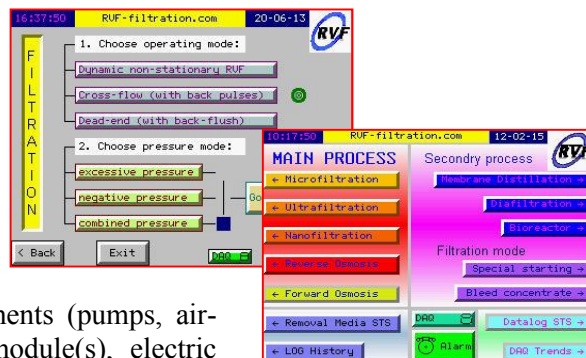 16:37:50 RVF-filtration.com 20-06-13
RVF
FILTRATION
1. Choose operating mode:
Dynamic non-stationary RVF
Cross-flow (with back pulses)
Dead-end (with back-flush)
2. Choose pressure mode:
excessive pressure
negative pressure
Go
combined pressure
< Back Exit DAQ
10:17:50 RVF-filtration.com 12-02-15
RVF
MAIN PROCESS Secondry process
← Microfiltration Membrane Distillation →
← Ultrafiltration Diafiltration →
← Nanofiltration Bioreactor →
Filtration mode
← Reverse Osmosis Special starting →
← Forward Osmosis Bleed concentrate →
← Removal Media STS DAQ Datalog STS →
← LOG History Alarm DAQ Trends →
ments (pumps, air-
module(s), electric